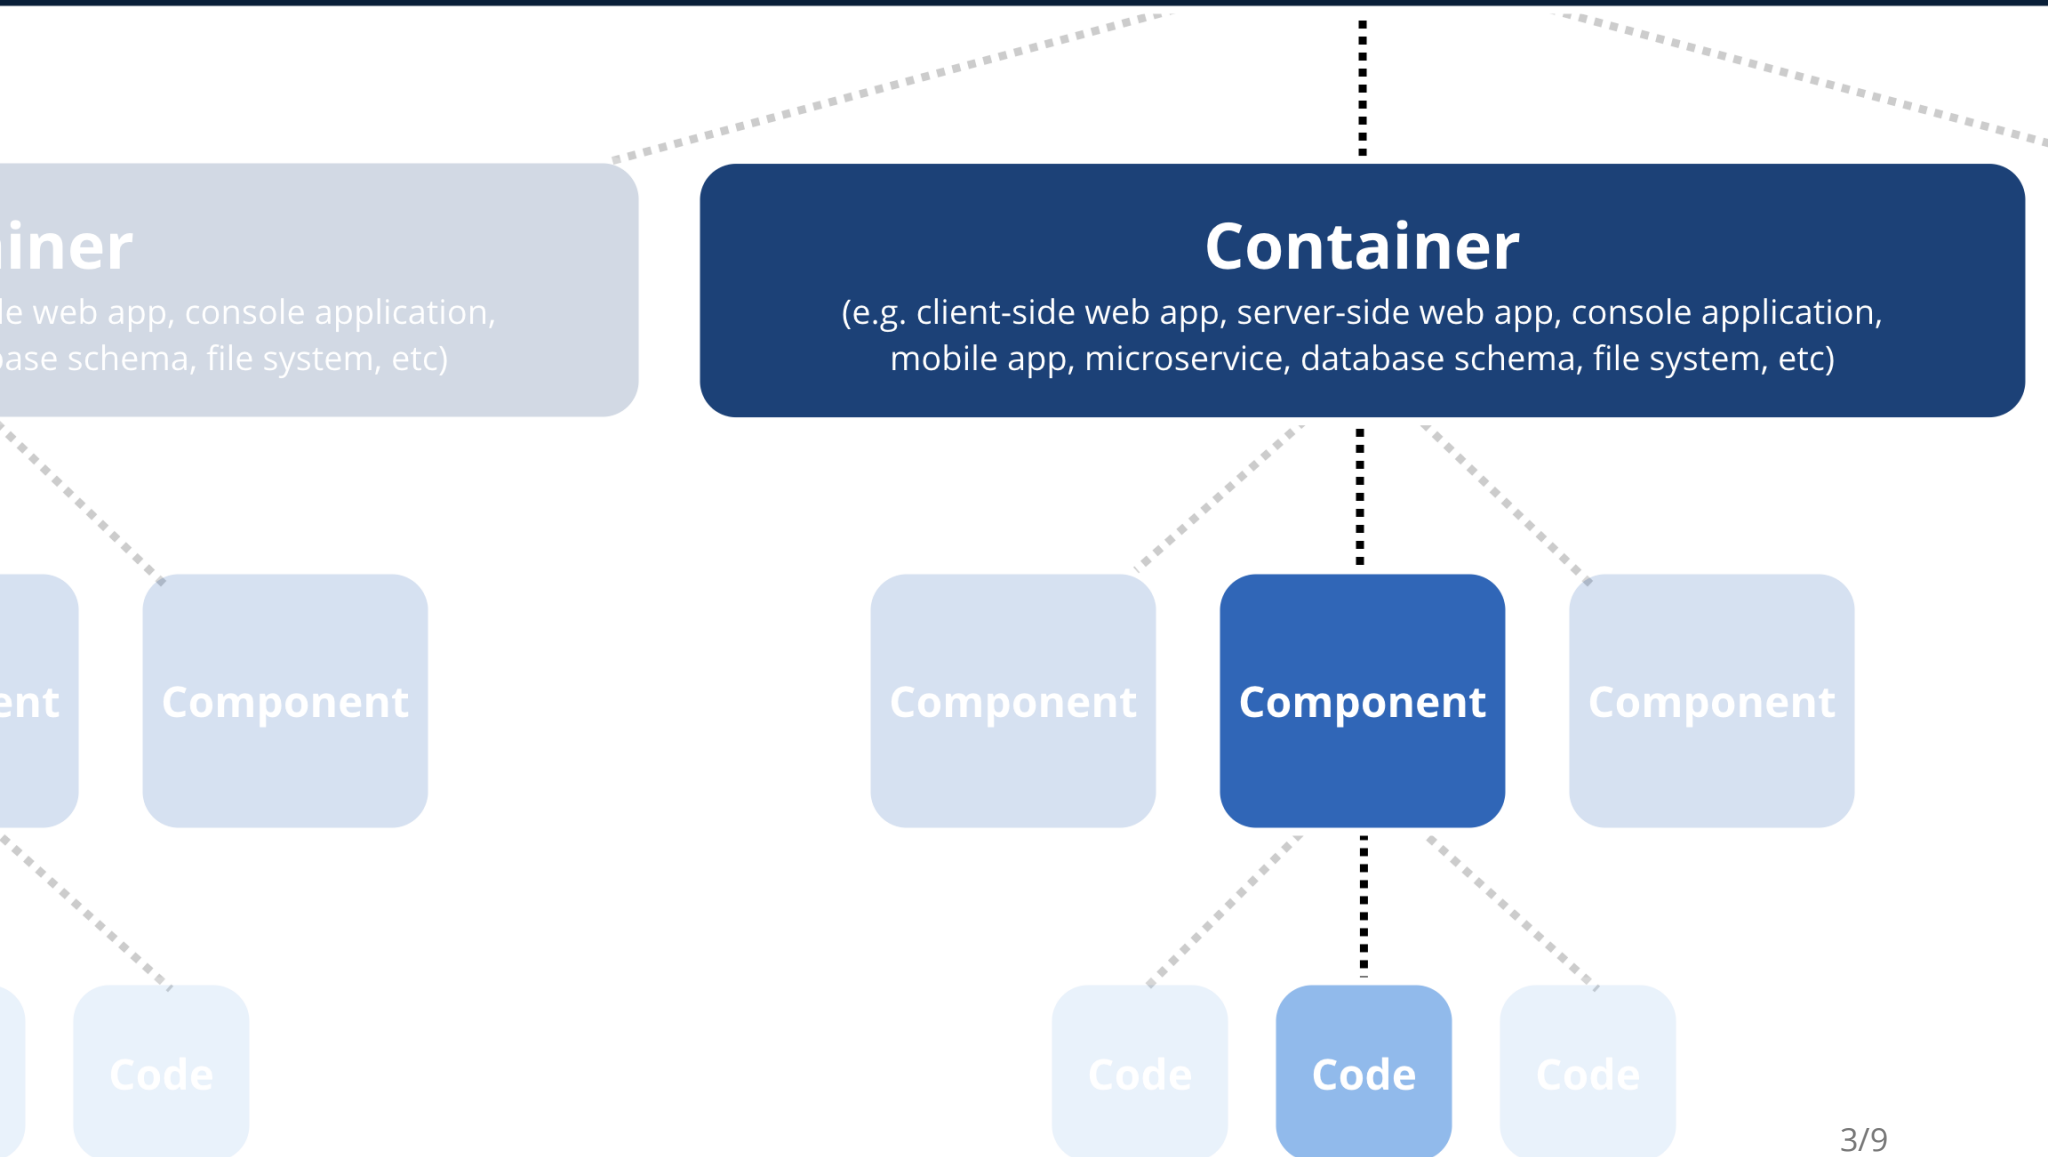 iner
Container
le web app, console application,
(e.g. client-side web app, server-side web app, console application,
base schema, file system, etc)
mobile app, microservice, database schema, file system, etc)
ent
Component
Component
Component
Component
Code
Code
Code
Code
3/9